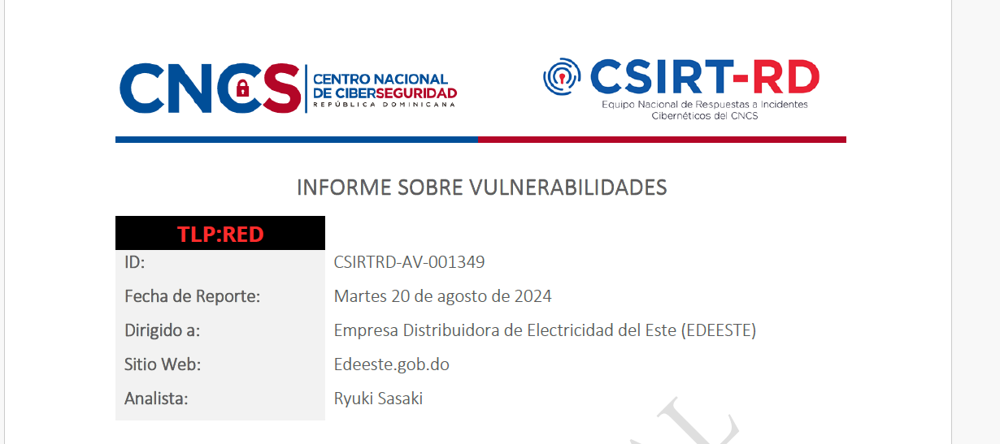 CNCS CENTRO NACIONAL
DE CIBERSEGURIDAD
REPÚBLICA DOMINICANA
CSIRT-RD
Equipo Nacional de Respuestas a Incidentes
Cibernéticos del CNCS
INFORME SOBRE VULNERABILIDADES
TLP:RED
ID: CSIRTRD-AV-001349
Fecha de Reporte: Martes 20 de agosto de 2024
Dirigido a: Empresa Distribuidora de Electricidad del Este (EDEESTE)
Sitio Web: Edeeste.gob.do
Analista: Ryuki Sasaki